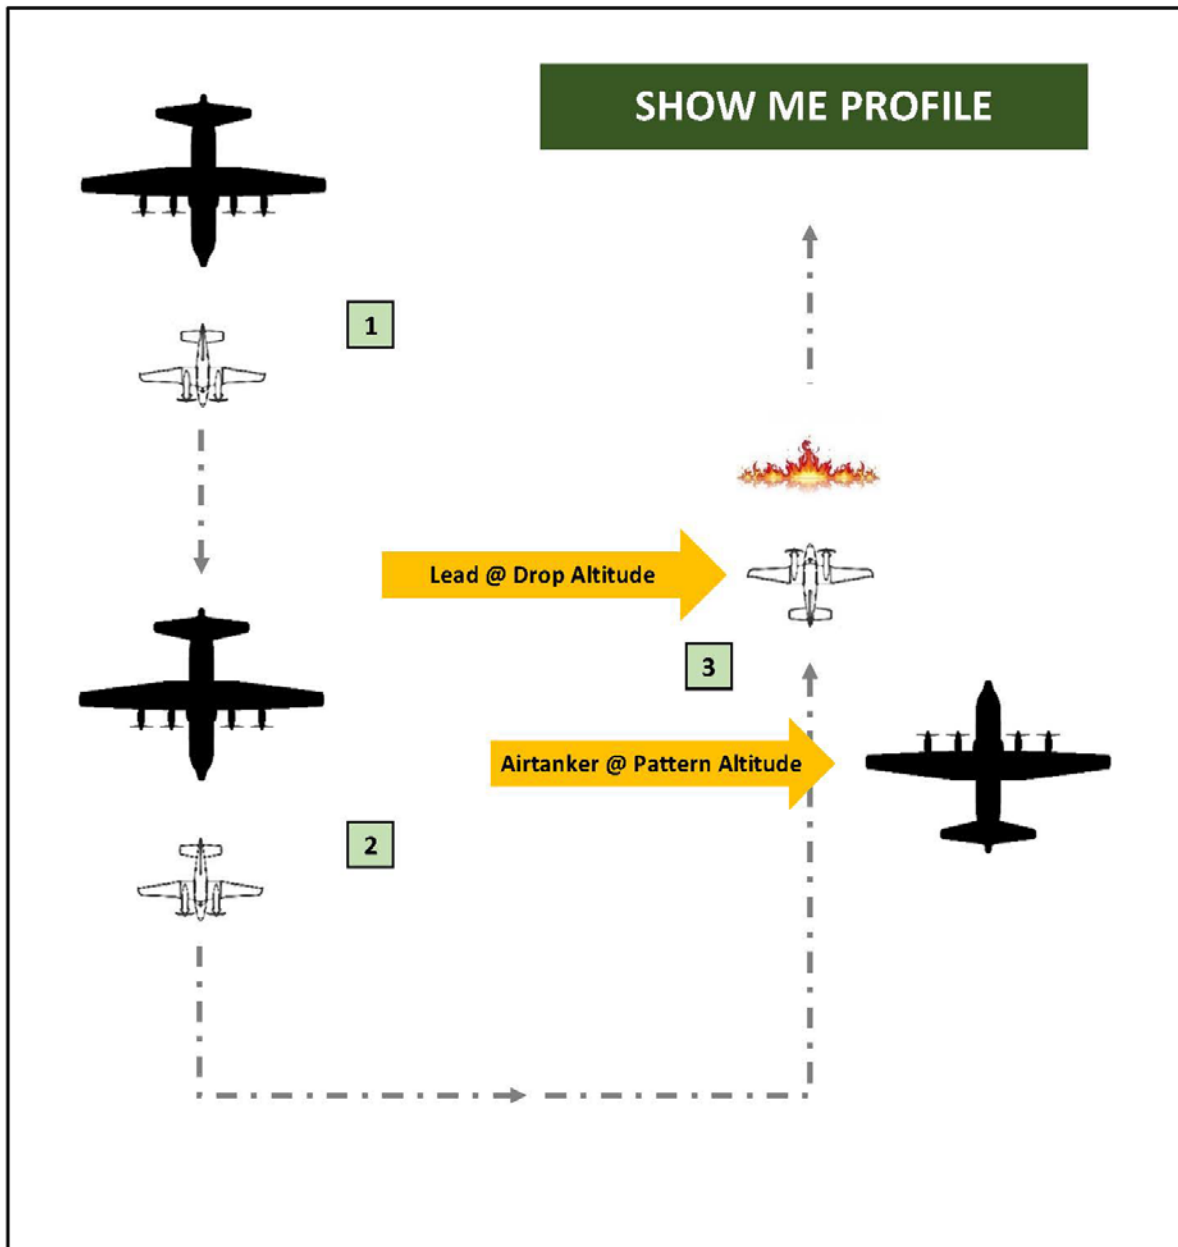 SHOW ME PROFILE
1
Lead @ Drop Altitude
3
Airtanker @ Pattern Altitude
2